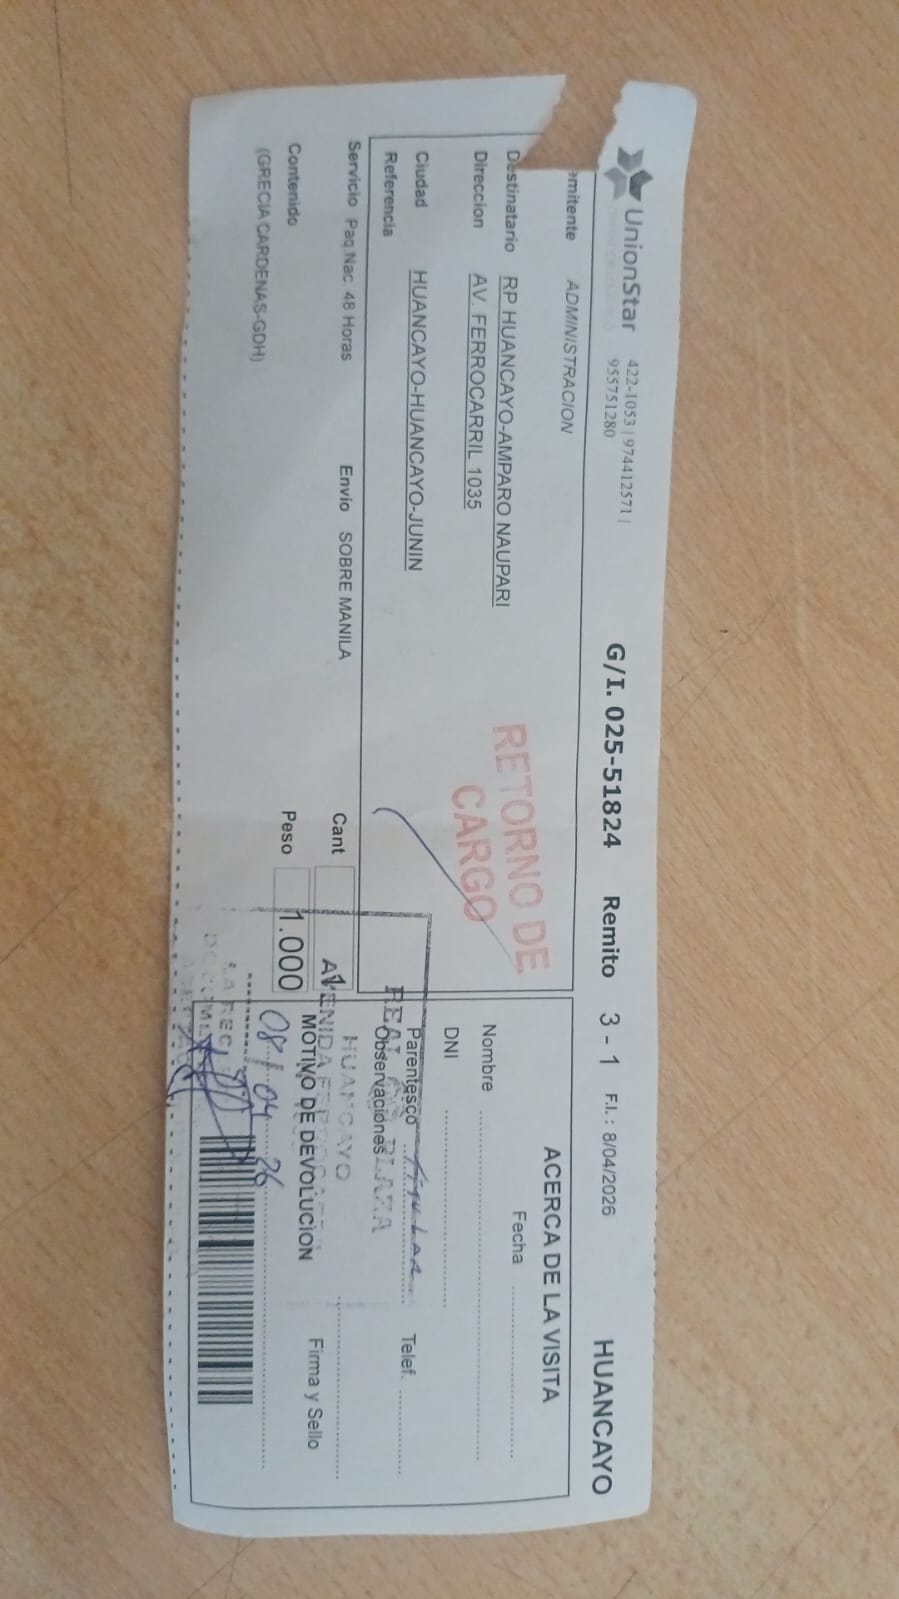 UnionStar 422-1053 | 974412571 |
955751280
G/I. 025-51824 Remito 3 - 1 F.I.: 8/04/2026 HUANCAYO
emitente ADMINISTRACION
Destinatario RP HUANCAYO-AMPARO NAUPARI
Direccion AV. FERROCARRIL 1035
Ciudad HUANCAYO-HUANCAYO-JUNIN
Referencia
RETORNO DE
CARGO
Servicio Paq.Nac. 48 Horas Envio SOBRE MANILA Cant 1
Contenido Peso 1.000
(GRECIA CARDENAS-GDH)
ACERCA DE LA VISITA
Fecha
Nombre
DNI
Parentesco Telef.
Observaciones
REAL PLAZA
HUANCAYO
AVENIDA
MOTIVO DE DEVOLUCION Firma y Sello
08 04 26